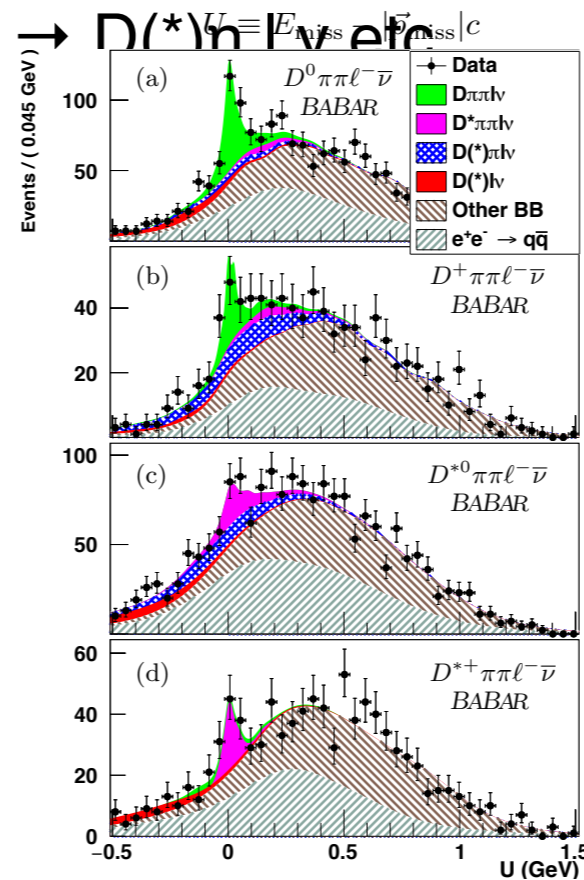 → D(*)η l ν etc
U ≡ E_miss − |p⃗_miss|c
Events / ( 0.045 GeV )
(a)
D⁰ππℓ⁻ν̅
BABAR
Data
Dππlν
D*ππlν
D(*)πlν
D(*)lν
Other BB
e⁺e⁻ → qq̅
100
50
(b)
D⁺ππℓ⁻ν̅
BABAR
40
20
(c)
D*⁰ππℓ⁻ν̅
BABAR
100
50
(d)
D*⁺ππℓ⁻ν̅
BABAR
60
40
20
0
−0.5 0 0.5 1 1.5
U (GeV)